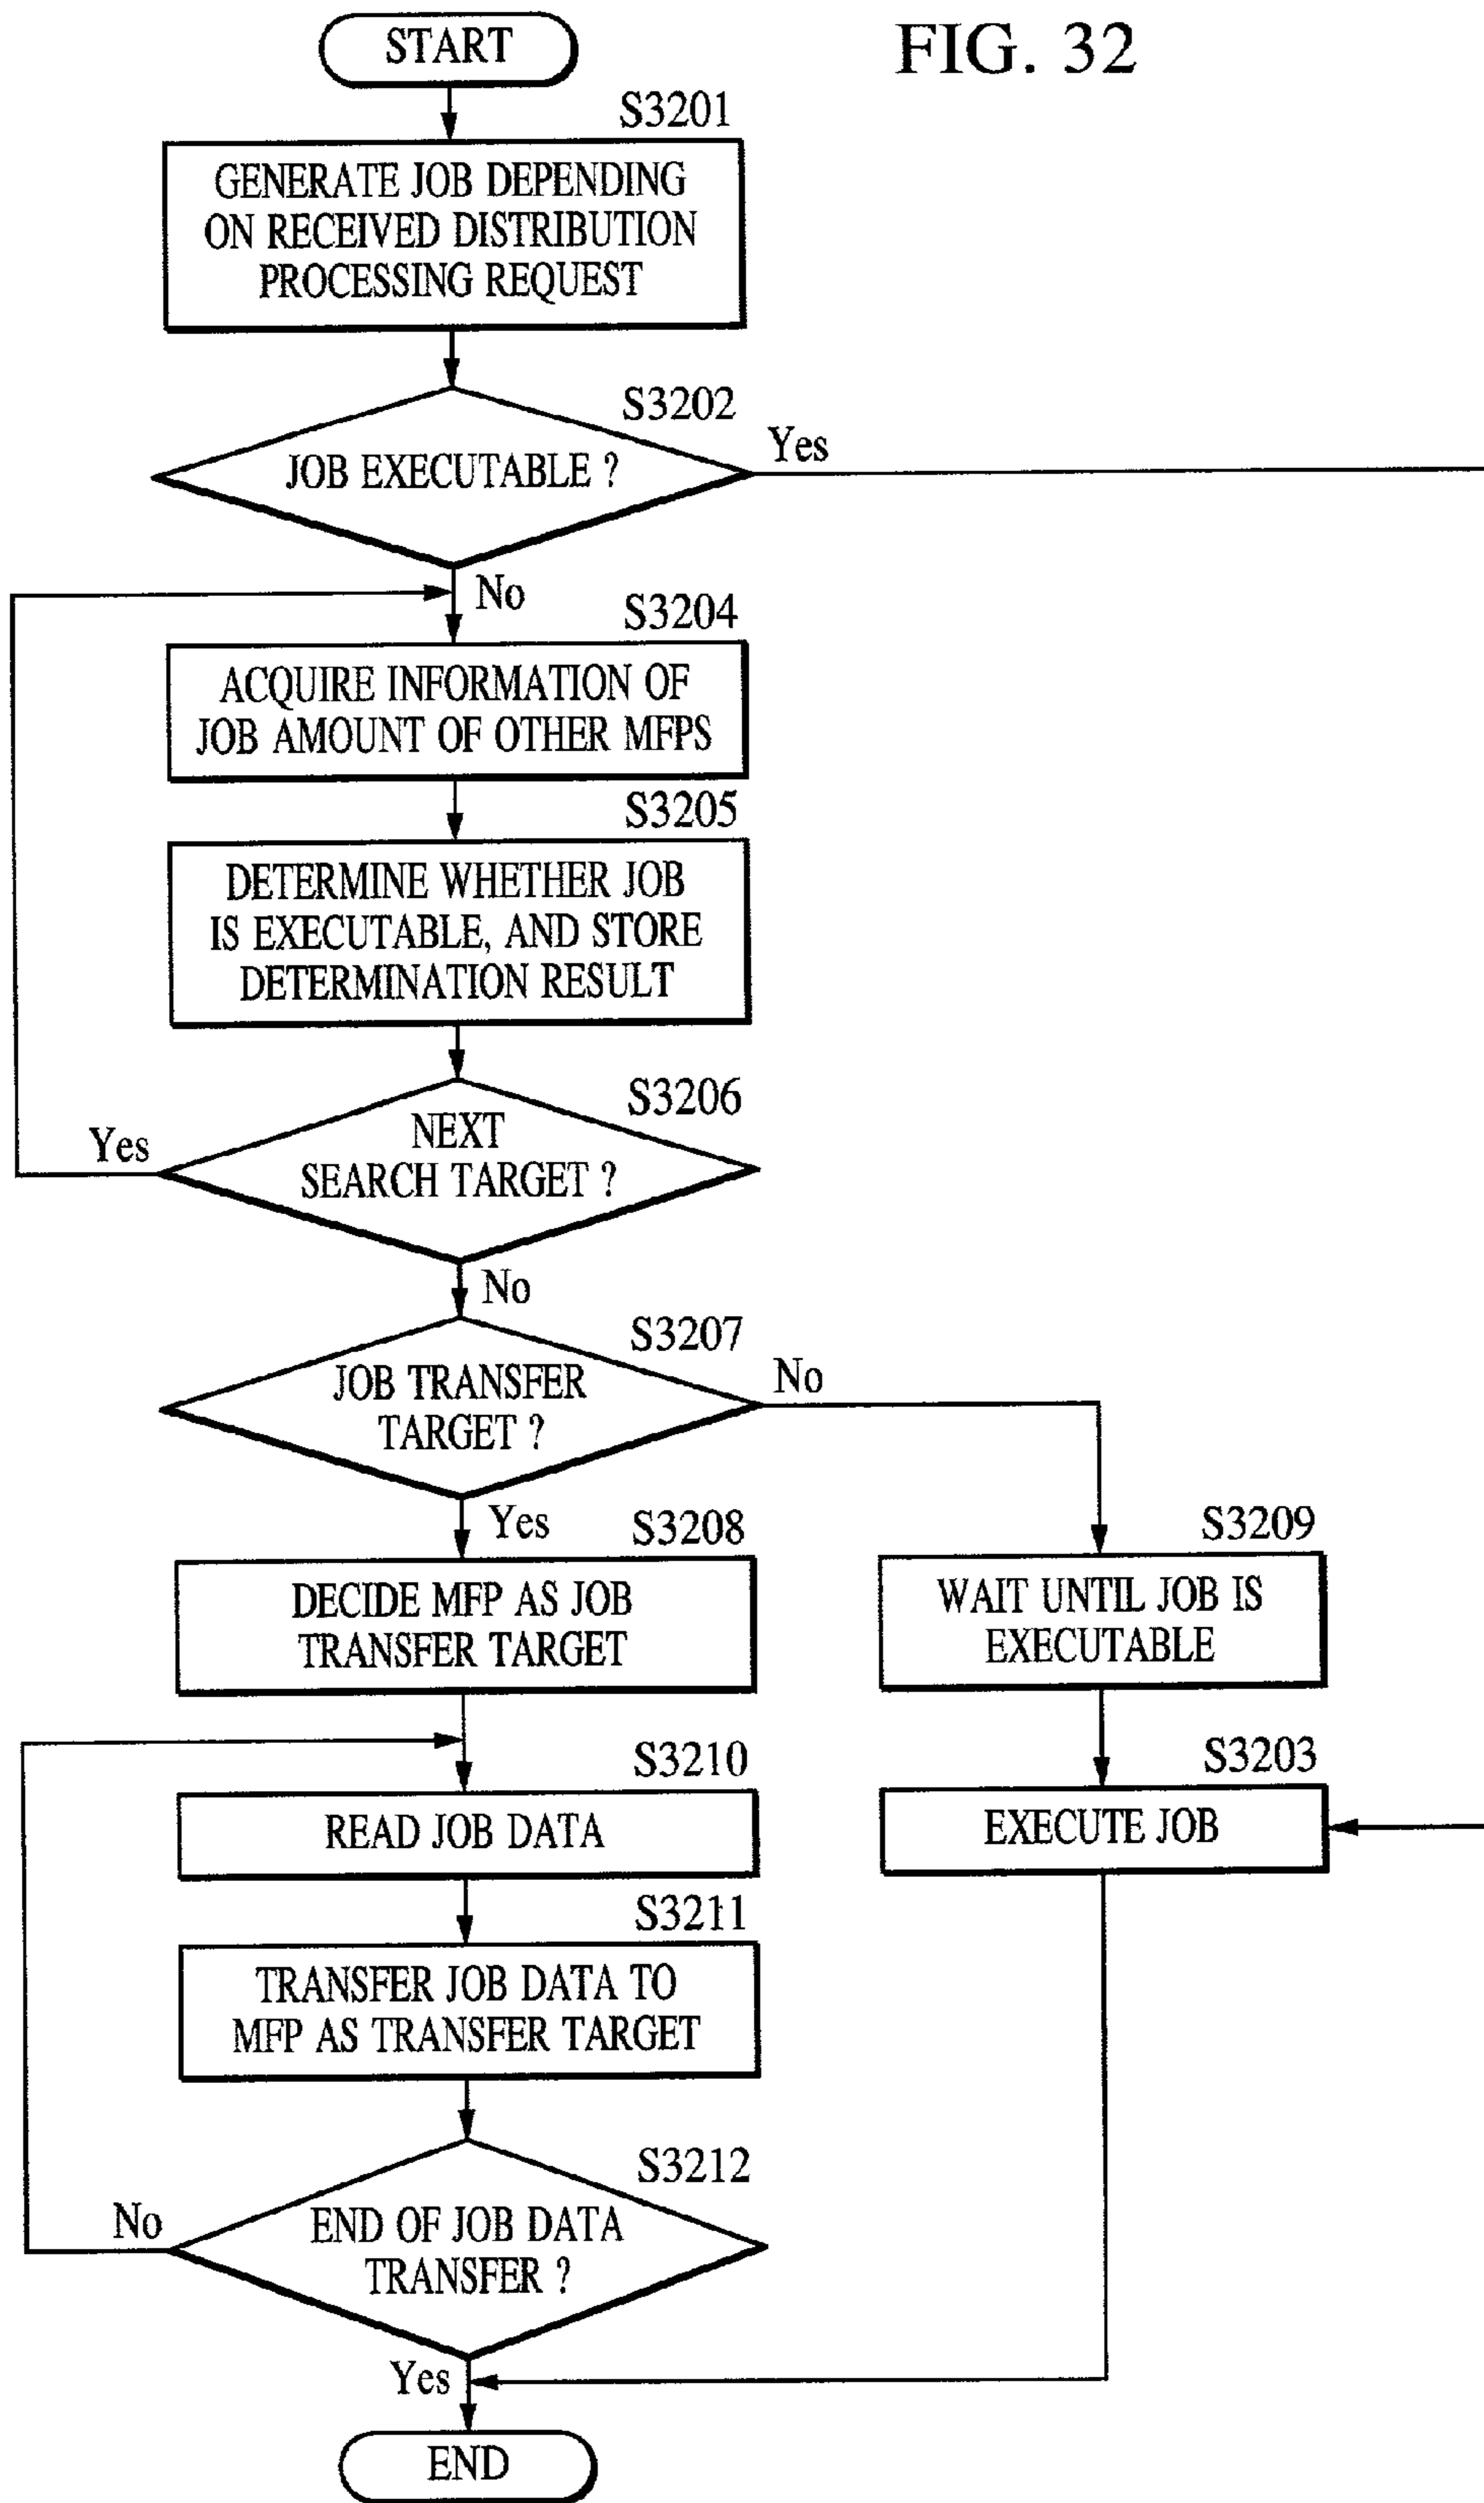 FIG. 32
START
S3201
GENERATE JOB DEPENDING
ON RECEIVED DISTRIBUTION
PROCESSING REQUEST
S3202
JOB EXECUTABLE ?
Yes
No
S3204
ACQUIRE INFORMATION OF
JOB AMOUNT OF OTHER MFPS
S3205
DETERMINE WHETHER JOB
IS EXECUTABLE, AND STORE
DETERMINATION RESULT
S3206
NEXT
SEARCH TARGET ?
Yes
No
S3207
JOB TRANSFER
TARGET ?
No
Yes
S3208
DECIDE MFP AS JOB
TRANSFER TARGET
S3209
WAIT UNTIL JOB IS
EXECUTABLE
S3210
READ JOB DATA
S3203
EXECUTE JOB
S3211
TRANSFER JOB DATA TO
MFP AS TRANSFER TARGET
S3212
END OF JOB DATA
TRANSFER ?
No
Yes
END